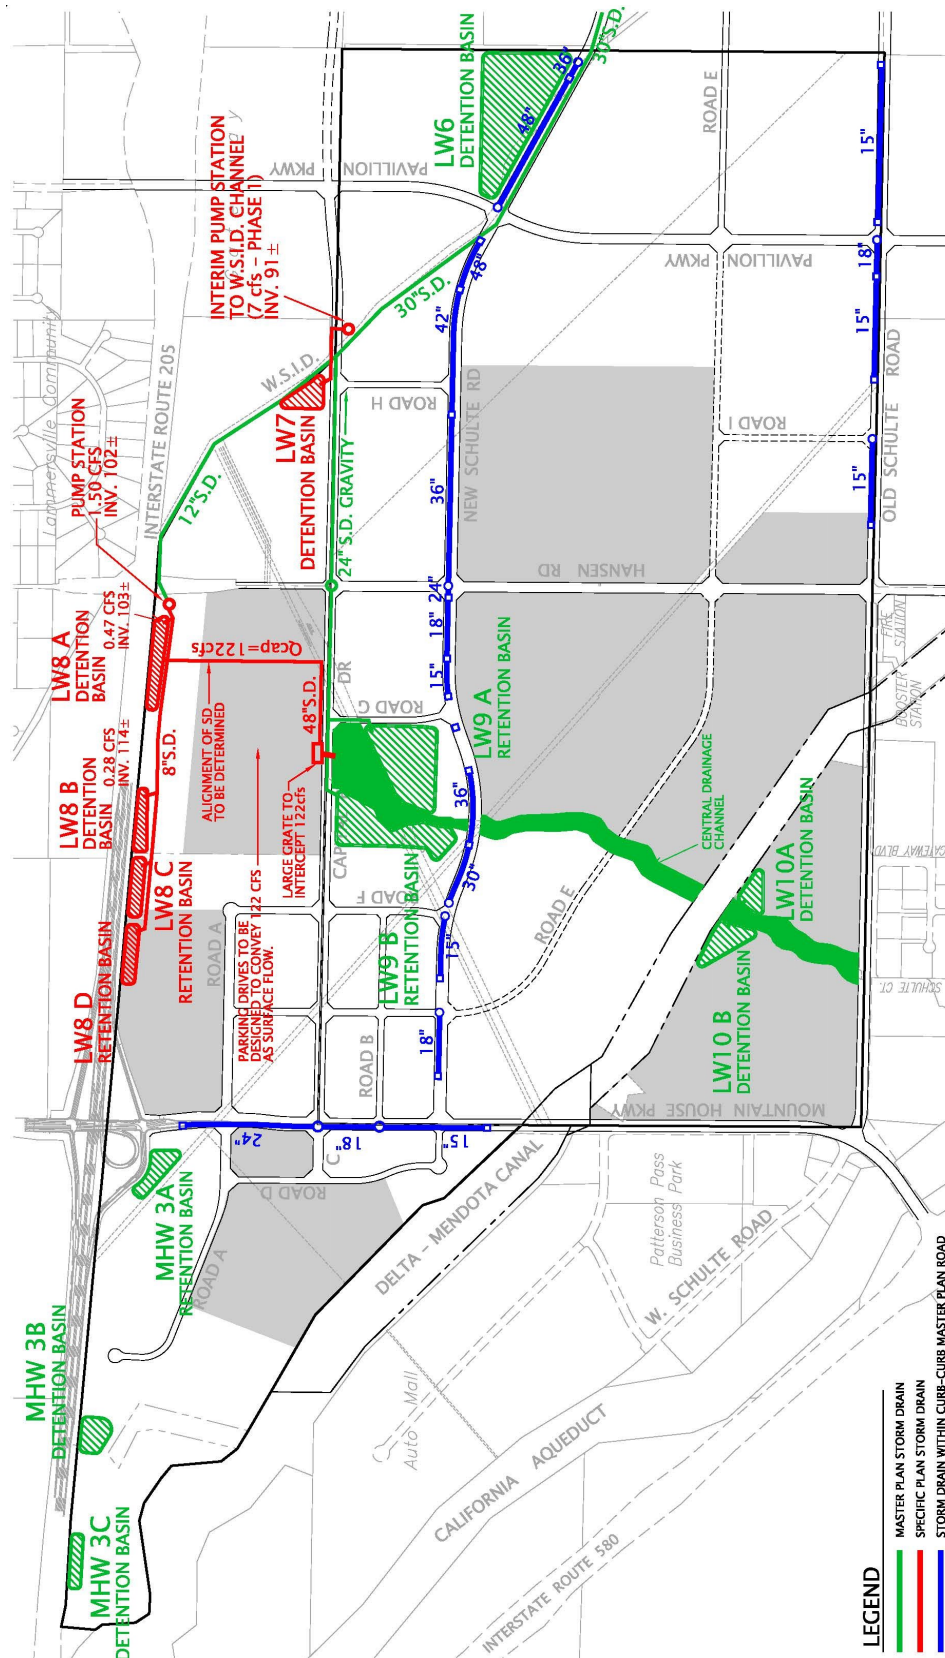 MHW 3C
DETENTION BASIN
MHW 3B
DETENTION BASIN
MHW 3A
RETENTION BASIN
LW8 D
RETENTION BASIN
LW8 C
RETENTION BASIN
LW8 B
DETENTION
BASIN
0.28 CFS
INV. 114±
LW8 A
DETENTION
BASIN
0.47 CFS
INV. 103±
PUMP STATION
1.50 CFS
INV. 102±
8"S.D.
12"S.D.
INTERSTATE ROUTE 205
Lammersville Community
W.S.I.D.
INTERIM PUMP STATION
TO W.S.I.D. CHANNEL
(7 cfs - PHASE 1)
INV. 91±
LW7
DETENTION BASIN
LW6
DETENTION BASIN
30"S.D.
30"S.D.
24" S.D. GRAVITY
ALIGNMENT OF SD
TO BE DETERMINED
Qcap=122cfs
48"S.D.
PARKING DRIVES TO BE
DESIGNED TO CONVEY 122 CFS
AS SURFACE FLOW.
LARGE GRATE TO
INTERCEPT 122cfs
LW9 A
RETENTION BASIN
LW9 B
RETENTION BASIN
LW10A
DETENTION BASIN
LW10 B
DETENTION BASIN
CENTRAL DRAINAGE
CHANNEL
ROAD A
ROAD A
ROAD B
C
ROAD D
ROAD E
ROAD E
ROAD F
ROAD G
ROAD H
ROAD I
DR
HANSEN RD
NEW SCHULTE RD
OLD SCHULTE
ROAD
PAVILLION
PKWY
PAVILLION
PKWY
MOUNTAIN HOUSE PKWY
DELTA - MENDOTA CANAL
CALIFORNIA AQUEDUCT
INTERSTATE ROUTE 580
W. SCHULTE ROAD
Patterson Pass
Business Park
Auto Mall
SCHULTE CT.
GATEWAY BLVD
BOOSTER
STATION
FIRE
STATION
24"
18"
15"
18"
15"
30"
36"
15"
18"
24"
36"
42"
48"
48"
36"
15"
15"
18"
15"
LEGEND
MASTER PLAN STORM DRAIN
SPECIFIC PLAN STORM DRAIN
STORM DRAIN WITHIN CURB-CURB MASTER PLAN ROAD